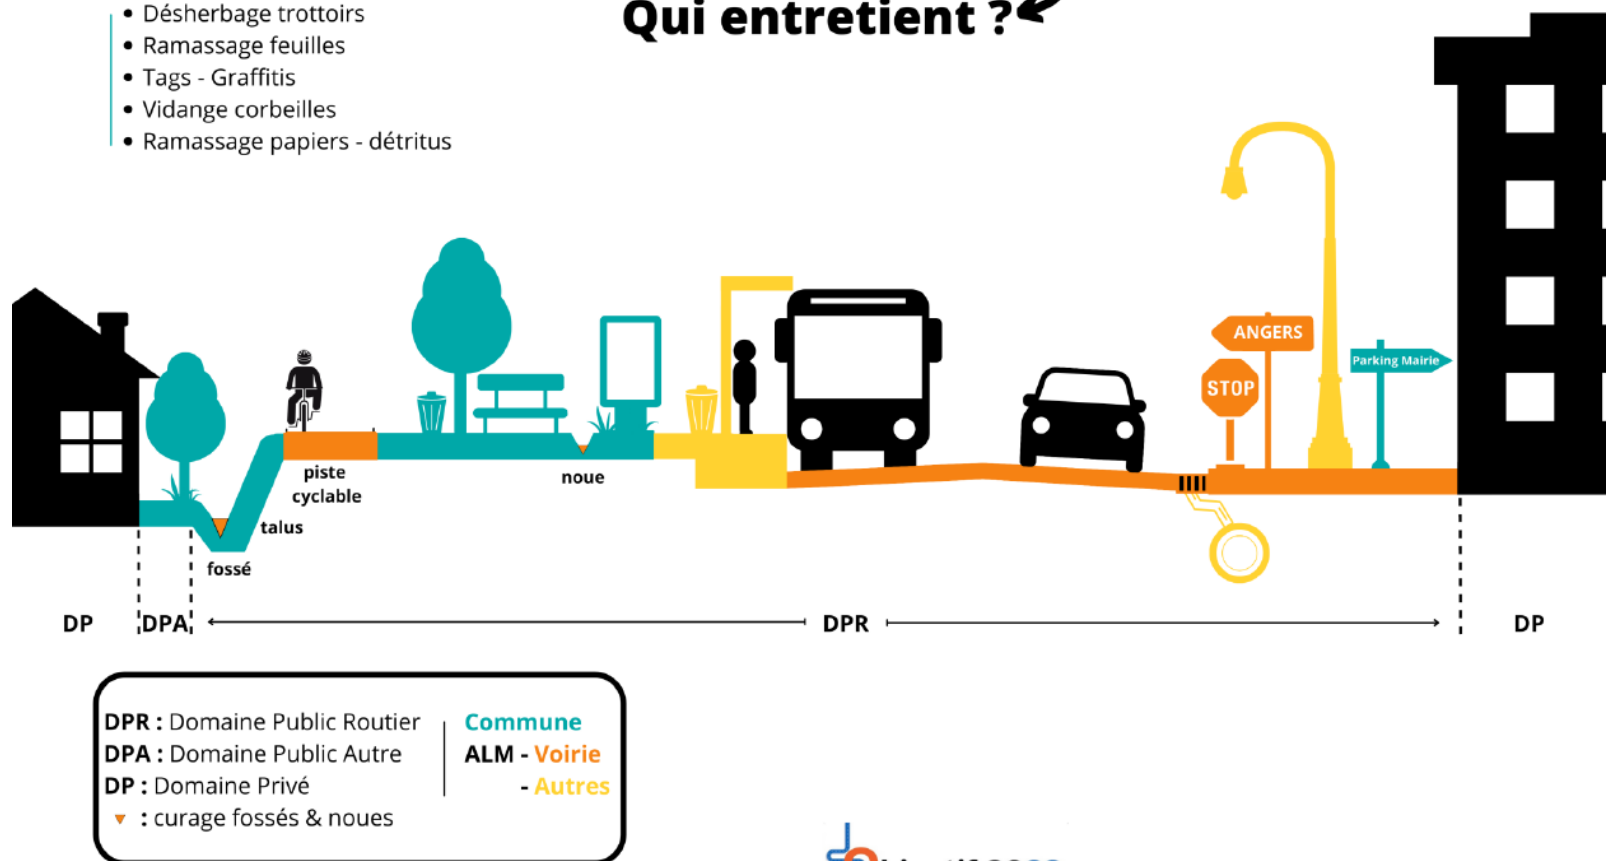 Qui entretient ?
• Désherbage trottoirs
• Ramassage feuilles
• Tags - Graffitis
• Vidange corbeilles
• Ramassage papiers - détritus
ANGERS
STOP
Parking Mairie
piste
cyclable
noue
talus
fossé
DP
DPA
DPR
DP
DPR : Domaine Public Routier
DPA : Domaine Public Autre
DP : Domaine Privé
: curage fossés & noues
Commune
ALM - Voirie
- Autres